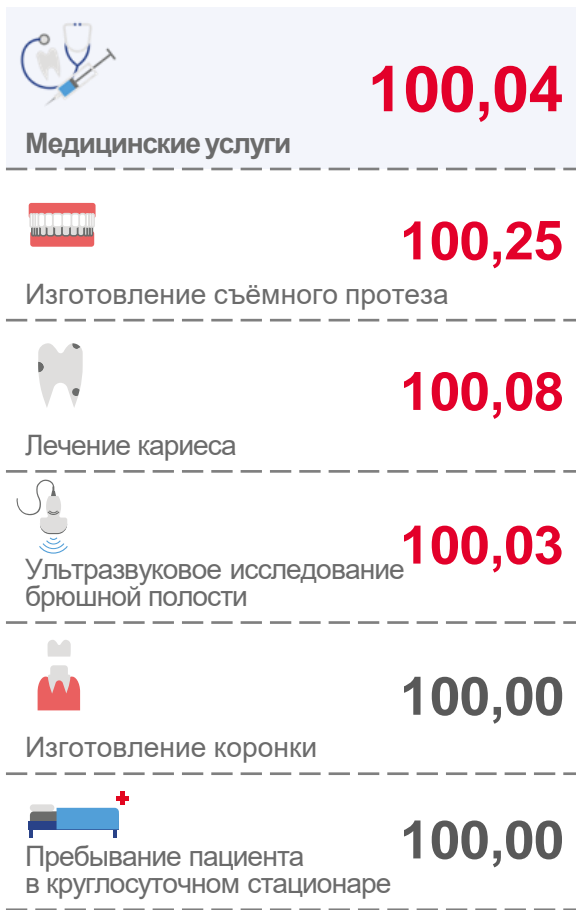 100,04
Медицинские услуги
100,25
Изготовление съёмного протеза
100,08
Лечение кариеса
100,03
Ультразвуковое исследование
брюшной полости
100,00
Изготовление коронки
100,00
Пребывание пациента
в круглосуточном стационаре